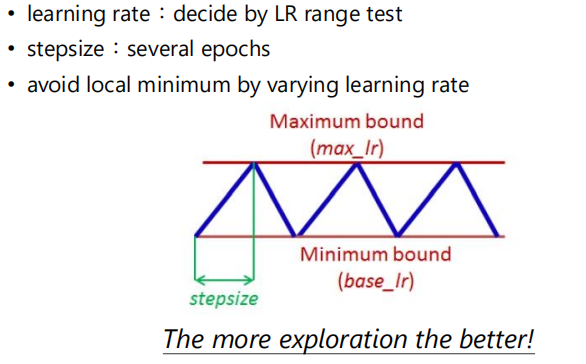 • learning rate：decide by LR range test
• stepsize：several epochs
• avoid local minimum by varying learning rate
Maximum bound
(max_lr)
Minimum bound
(base_lr)
stepsize
The more exploration the better!